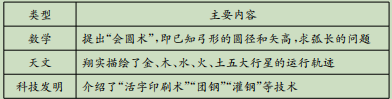 类型 主要内容
数学 提出“会圆术”,即已知弓形的圆径和矢高,求弧长的问题
天文 翔实描绘了金、木、水、火、土五大行星的运行轨迹
科技发明 介绍了“活字印刷术”“团钢”“灌钢”等技术